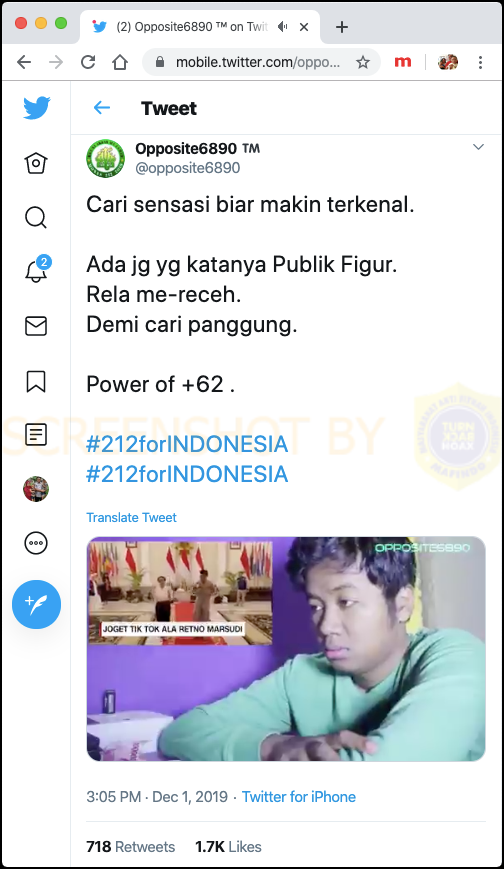 (2) Opposite6890 ™ on Twit
mobile.twitter.com/oppo...
m
Tweet
Opposite6890 ™
@opposite6890
Cari sensasi biar makin terkenal.
Ada jg yg katanya Publik Figur.
Rela me-receh.
Demi cari panggung.
Power of +62 .
2
SCREENSHOT BY
TURN
BACK
HOAX
MAFINDO
#212forINDONESIA
#212forINDONESIA
Translate Tweet
OPPOSITE6890
JOGET TIK TOK ALA RETNO MARSUDI
3:05 PM · Dec 1, 2019 · Twitter for iPhone
718 Retweets 1.7K Likes